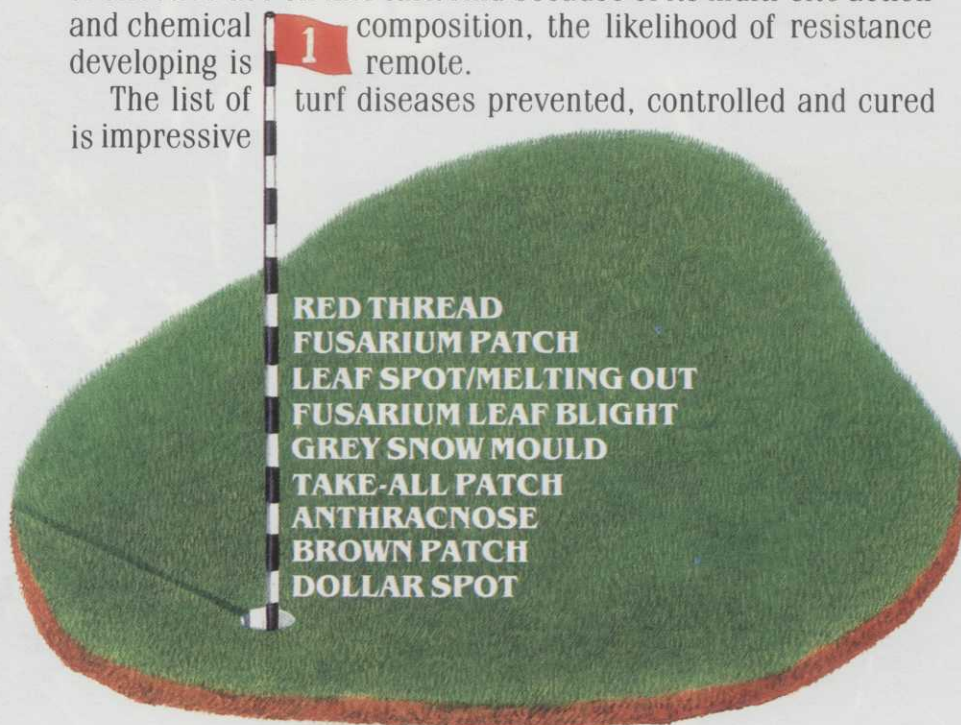 and chemical composition, the likelihood of resistance
developing is remote.
The list of turf diseases prevented, controlled and cured
is impressive
1
RED THREAD
FUSARIUM PATCH
LEAF SPOT/MELTING OUT
FUSARIUM LEAF BLIGHT
GREY SNOW MOULD
TAKE-ALL PATCH
ANTHRACNOSE
BROWN PATCH
DOLLAR SPOT